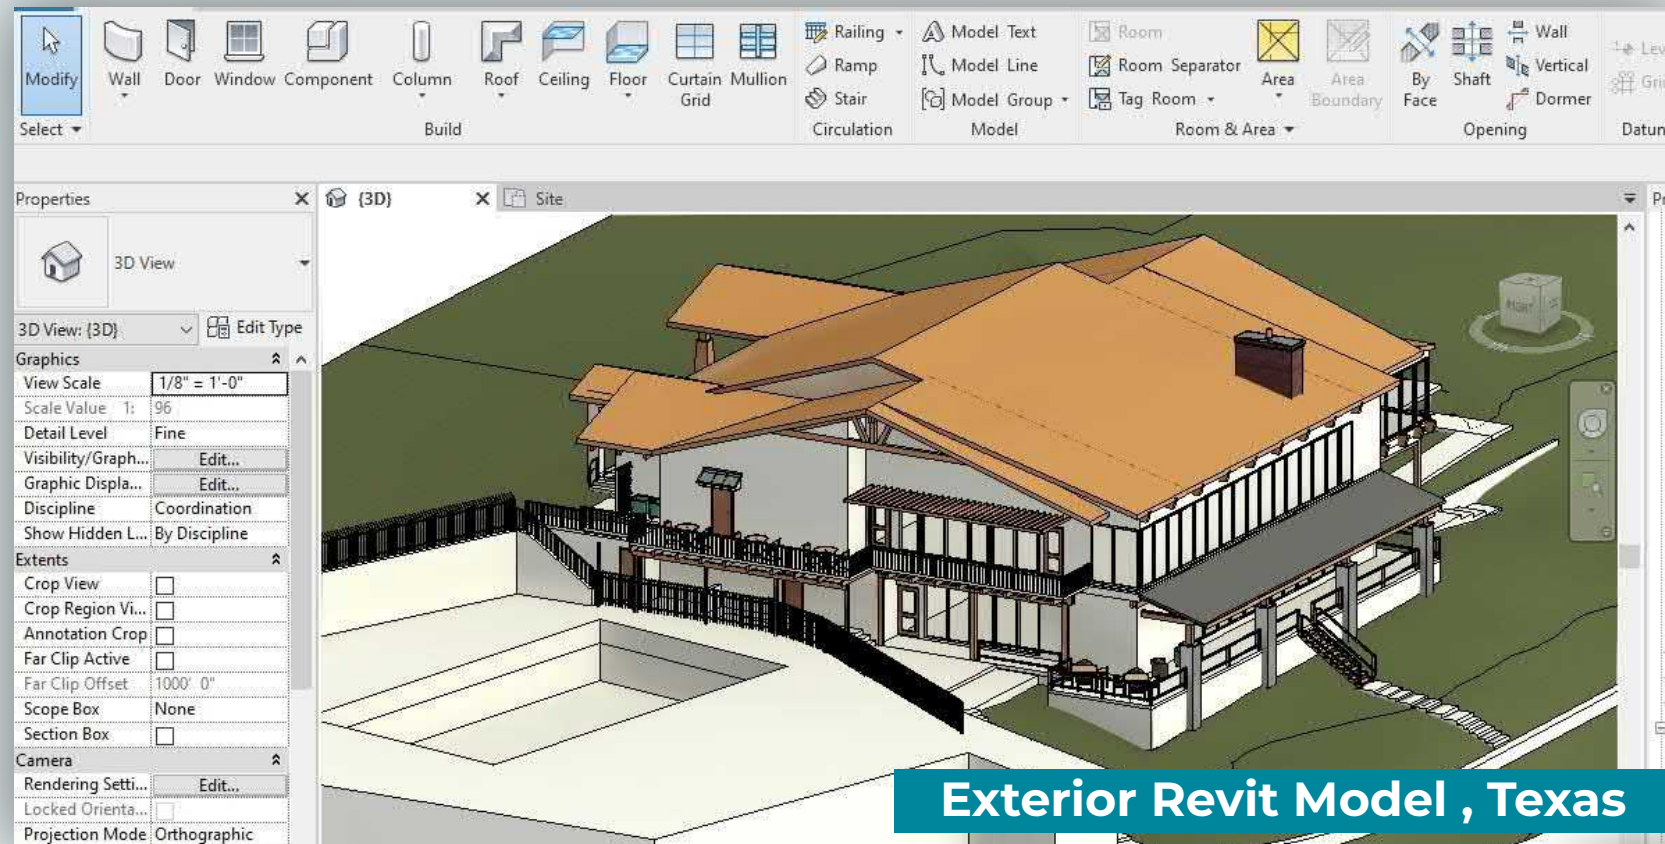 Modify
Wall
Door
Window
Component
Column
Roof
Ceiling
Floor
Curtain
Grid
Mullion
Railing
Ramp
Stair
Model Text
Model Line
Model Group
Room
Room Separator
Tag Room
Area
Area
Boundary
By
Face
Shaft
Wall
Vertical
Dormer
Select
Build
Circulation
Model
Room & Area
Opening
Properties
{3D}
Site
3D View
3D View: {3D}
Edit Type
Graphics
View Scale 1/8" = 1'-0"
Scale Value 1: 96
Detail Level Fine
Visibility/Graph... Edit...
Graphic Displa... Edit...
Discipline Coordination
Show Hidden L... By Discipline
Extents
Crop View
Crop Region Vi...
Annotation Crop
Far Clip Active
Far Clip Offset 1000' 0"
Scope Box None
Section Box
Camera
Rendering Setti... Edit...
Locked Orienta...
Projection Mode Orthographic
Exterior Revit Model , Texas